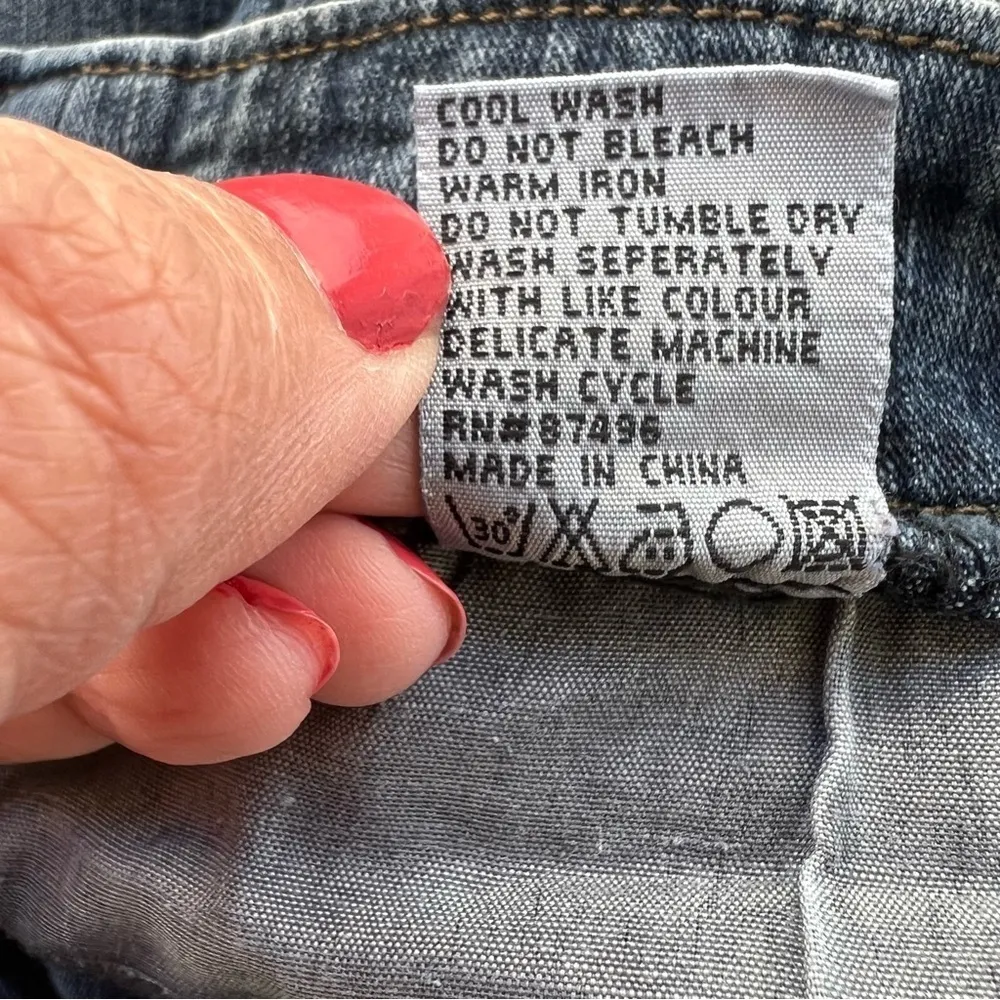 COOL WASH
DO NOT BLEACH
WARM IRON
DO NOT TUMBLE DRY
WASH SEPERATELY
WITH LIKE COLOUR
DELICATE MACHINE
WASH CYCLE
RN#87496
MADE IN CHINA
30°